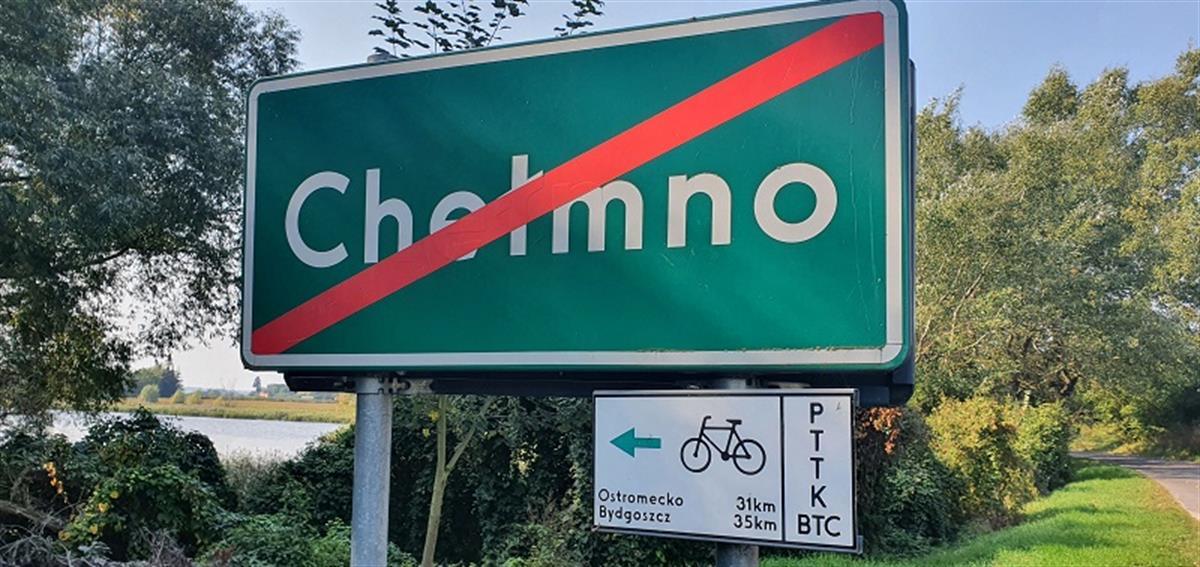 Chełmno
Ostromecko 31km
Bydgoszcz 35km
P
T
T
K
BTC